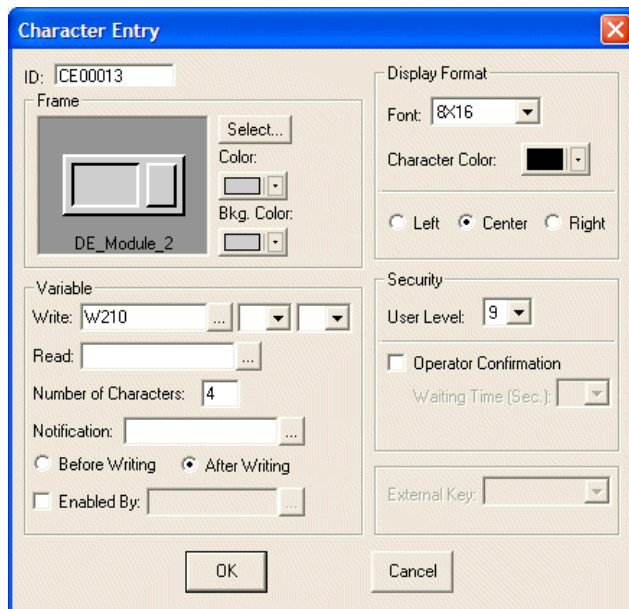 Character Entry
ID: CE00013
Frame
Select...
Color:
Bkg. Color:
DE_Module_2
Variable
Write: W210 ...
Read: ...
Number of Characters: 4
Notification: ...
Before Writing After Writing
Enabled By: ...
Display Format
Font: 8X16
Character Color:
Left Center Right
Security
User Level: 9
Operator Confirmation
Waiting Time (Sec.):
External Key:
OK Cancel